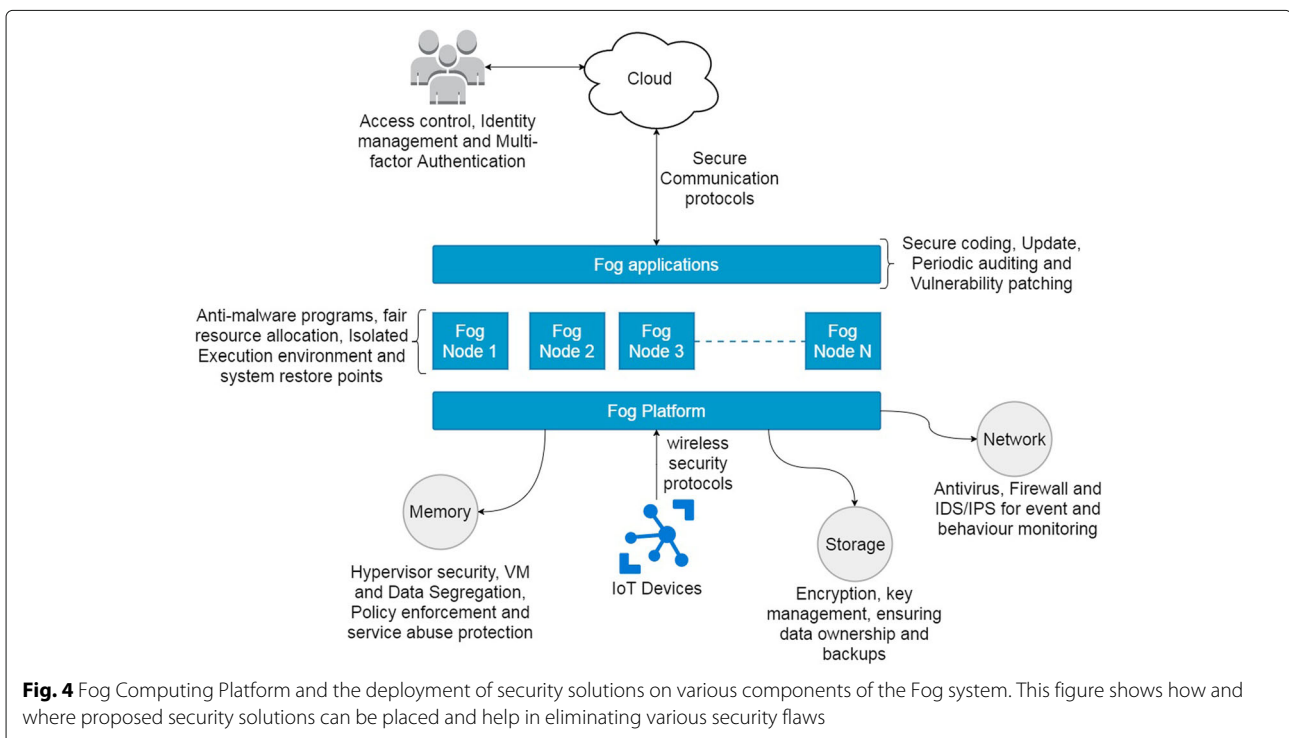 Cloud
Access control, Identity
management and Multi-
factor Authentication
Secure
Communication
protocols
Fog applications
Secure coding, Update,
Periodic auditing and
Vulnerability patching
Anti-malware programs, fair
resource allocation, Isolated
Execution environment and
system restore points
Fog
Node 1
Fog
Node 2
Fog
Node 3
Fog
Node N
Fog Platform
wireless
security
protocols
Network
Antivirus, Firewall and
IDS/IPS for event and
behaviour monitoring
Memory
Hypervisor security, VM
and Data Segregation,
Policy enforcement and
service abuse protection
IoT Devices
Storage
Encryption, key
management, ensuring
data ownership and
backups
Fig. 4 Fog Computing Platform and the deployment of security solutions on various components of the Fog system. This figure shows how and
where proposed security solutions can be placed and help in eliminating various security flaws